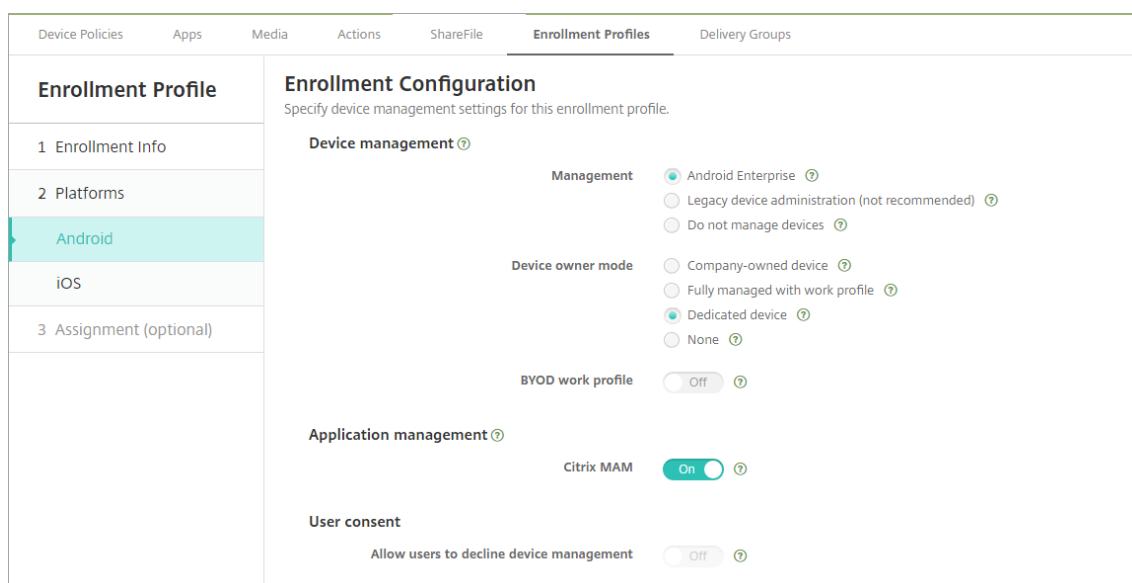 Device Policies Apps Media Actions ShareFile Enrollment Profiles Delivery Groups
Enrollment Profile
1 Enrollment Info
2 Platforms
Android
iOS
3 Assignment (optional)
Enrollment Configuration
Specify device management settings for this enrollment profile.
Device management ?
Management
Android Enterprise ?
Legacy device administration (not recommended) ?
Do not manage devices ?
Device owner mode
Company-owned device ?
Fully managed with work profile ?
Dedicated device ?
None ?
BYOD work profile Off ?
Application management ?
Citrix MAM On ?
User consent
Allow users to decline device management Off ?